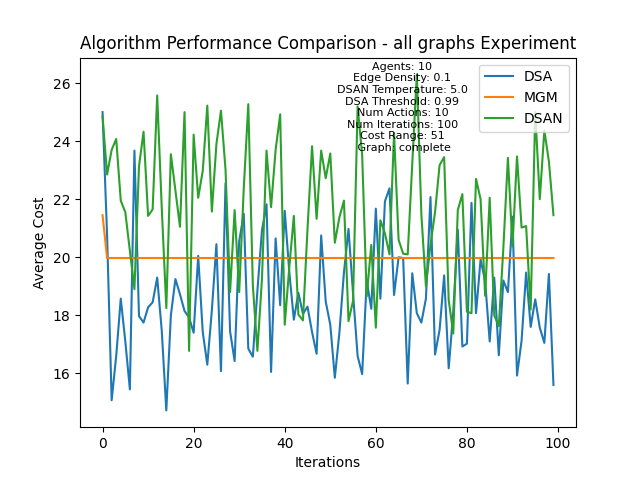 Algorithm Performance Comparison - all graphs Experiment
Agents: 10
Edge Density: 0.1
DSAN Temperature: 5.0
DSA Threshold: 0.99
Num Actions: 10
Num Iterations: 100
Cost Range: 51
Graph: complete
DSA
MGM
DSAN
26
24
22
20
18
16
Average Cost
0
20
40
60
80
100
Iterations